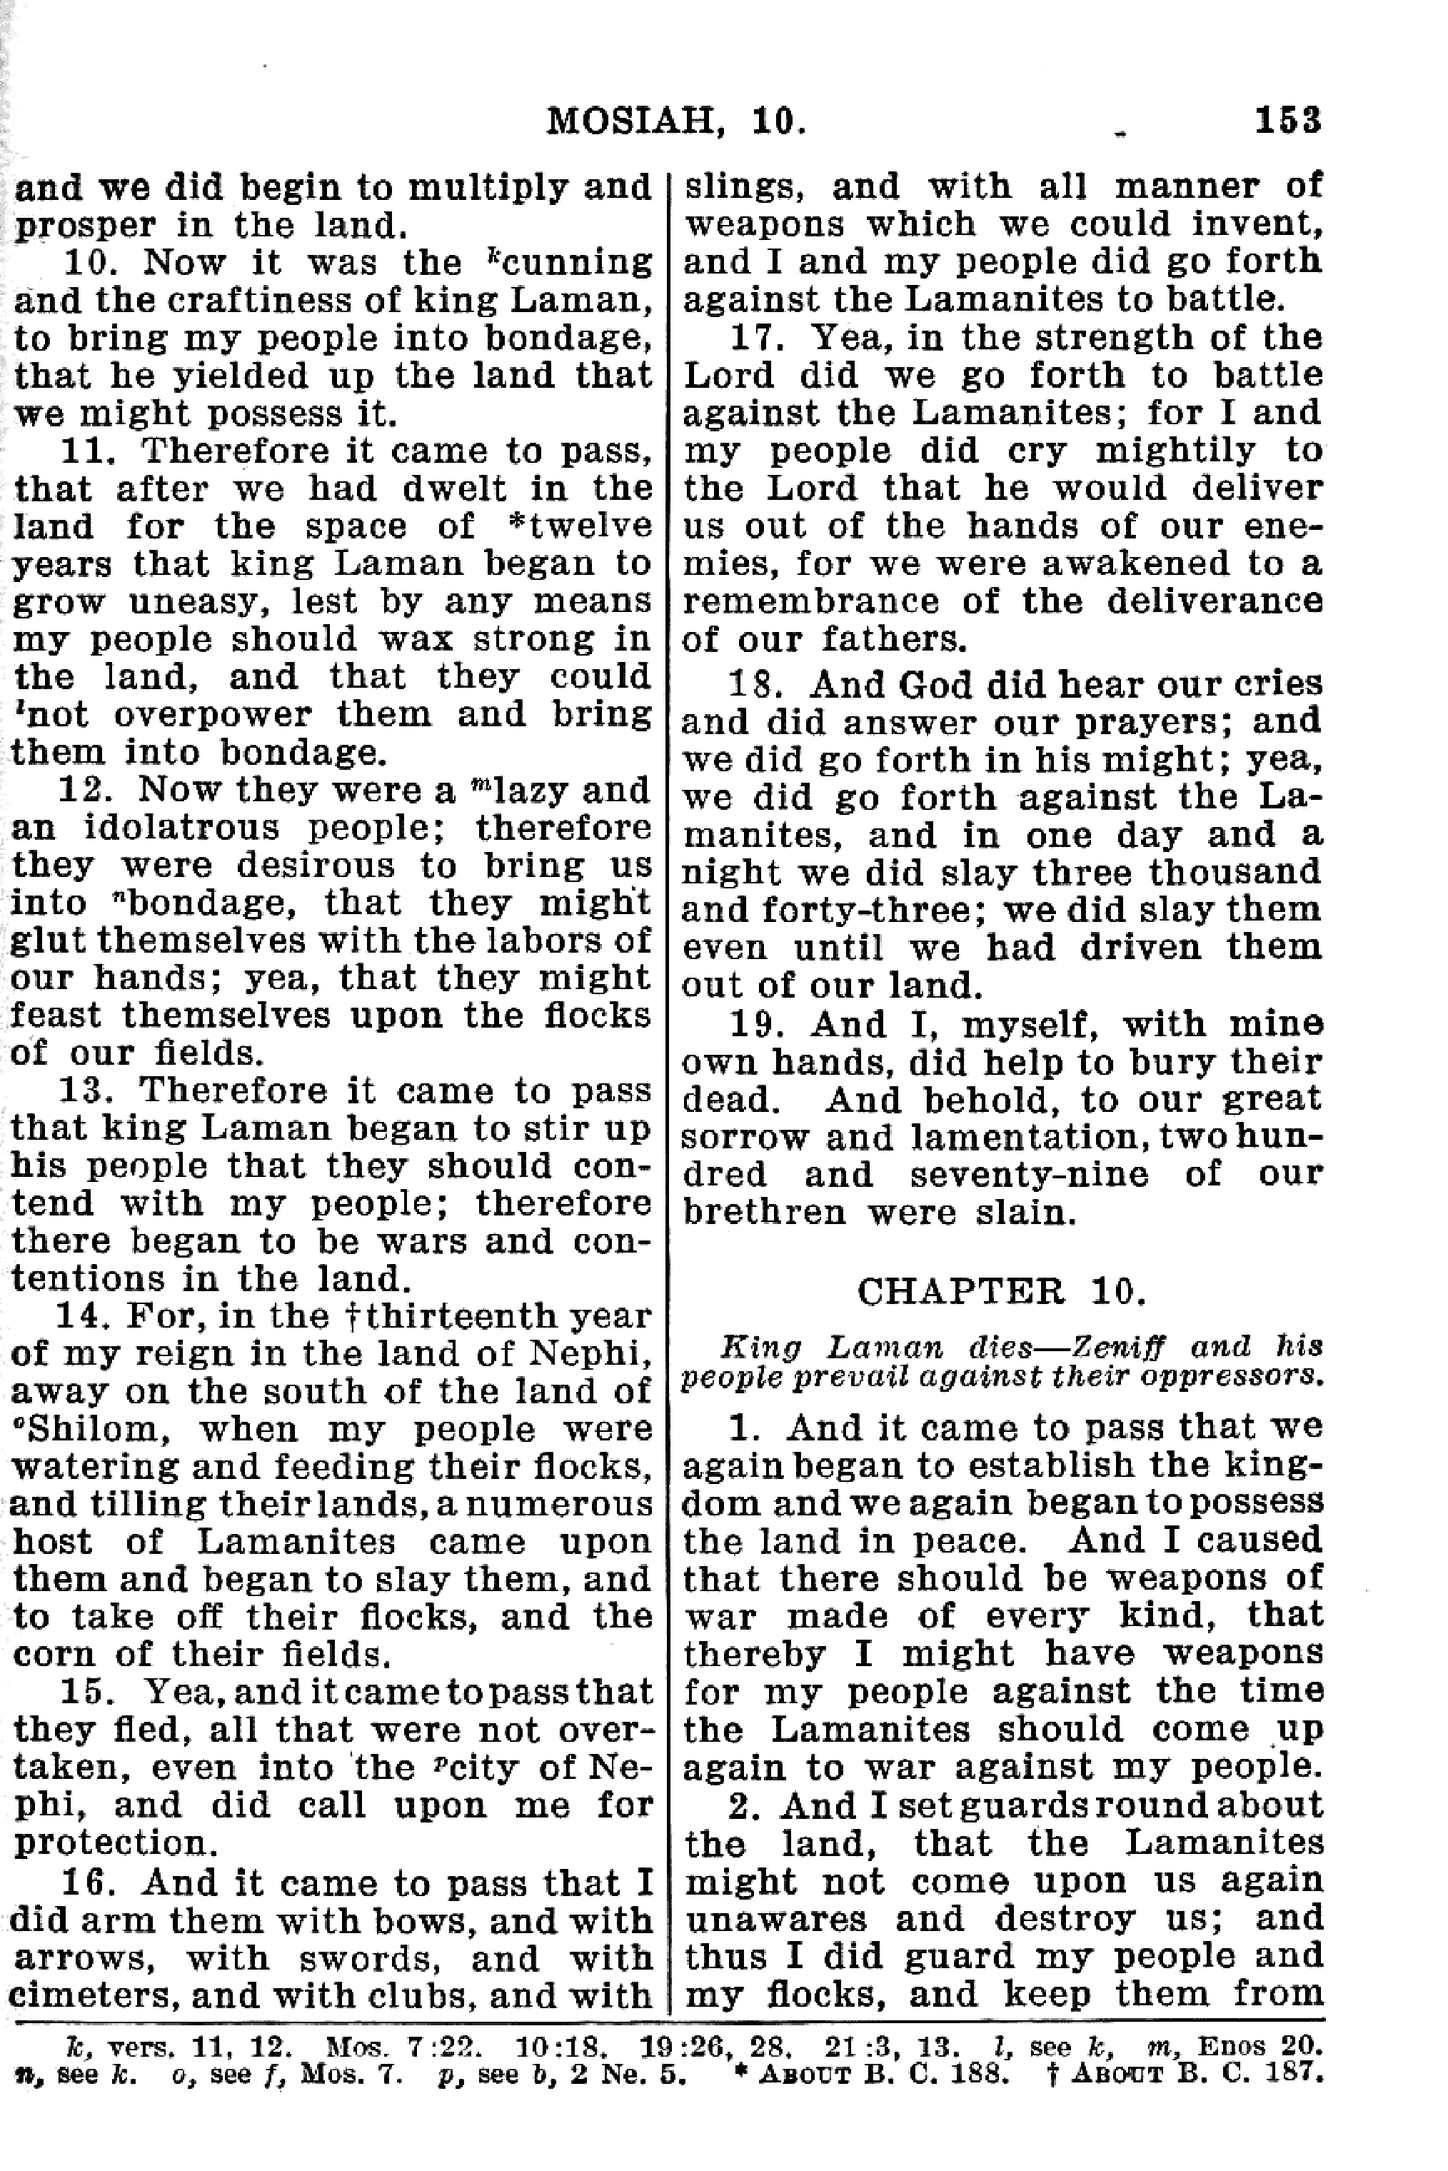 MOSIAH, 10. 153
and we did begin to multiply and
prosper in the land.
10. Now it was the ᵏcunning
and the craftiness of king Laman,
to bring my people into bondage,
that he yielded up the land that
we might possess it.
11. Therefore it came to pass,
that after we had dwelt in the
land for the space of *twelve
years that king Laman began to
grow uneasy, lest by any means
my people should wax strong in
the land, and that they could
ˡnot overpower them and bring
them into bondage.
12. Now they were a ᵐlazy and
an idolatrous people; therefore
they were desirous to bring us
into ⁿbondage, that they might
glut themselves with the labors of
our hands; yea, that they might
feast themselves upon the flocks
of our fields.
13. Therefore it came to pass
that king Laman began to stir up
his people that they should con-
tend with my people; therefore
there began to be wars and con-
tentions in the land.
14. For, in the †thirteenth year
of my reign in the land of Nephi,
away on the south of the land of
ᵒShilom, when my people were
watering and feeding their flocks,
and tilling their lands, a numerous
host of Lamanites came upon
them and began to slay them, and
to take off their flocks, and the
corn of their fields.
15. Yea, and it came to pass that
they fled, all that were not over-
taken, even into the ᵖcity of Ne-
phi, and did call upon me for
protection.
16. And it came to pass that I
did arm them with bows, and with
arrows, with swords, and with
cimeters, and with clubs, and with
slings, and with all manner of
weapons which we could invent,
and I and my people did go forth
against the Lamanites to battle.
17. Yea, in the strength of the
Lord did we go forth to battle
against the Lamanites; for I and
my people did cry mightily to
the Lord that he would deliver
us out of the hands of our ene-
mies, for we were awakened to a
remembrance of the deliverance
of our fathers.
18. And God did hear our cries
and did answer our prayers; and
we did go forth in his might; yea,
we did go forth against the La-
manites, and in one day and a
night we did slay three thousand
and forty-three; we did slay them
even until we had driven them
out of our land.
19. And I, myself, with mine
own hands, did help to bury their
dead. And behold, to our great
sorrow and lamentation, two hun-
dred and seventy-nine of our
brethren were slain.
CHAPTER 10.
King Laman dies—Zeniff and his
people prevail against their oppressors.
1. And it came to pass that we
again began to establish the king-
dom and we again began to possess
the land in peace. And I caused
that there should be weapons of
war made of every kind, that
thereby I might have weapons
for my people against the time
the Lamanites should come up
again to war against my people.
2. And I set guards round about
the land, that the Lamanites
might not come upon us again
unawares and destroy us; and
thus I did guard my people and
my flocks, and keep them from
k, vers. 11, 12. Mos. 7:22. 10:18. 19:26, 28. 21:3, 13. l, see k, m, Enos 20.
n, see k. o, see f, Mos. 7. p, see b, 2 Ne. 5. * ABOUT B. C. 188. † ABOUT B. C. 187.